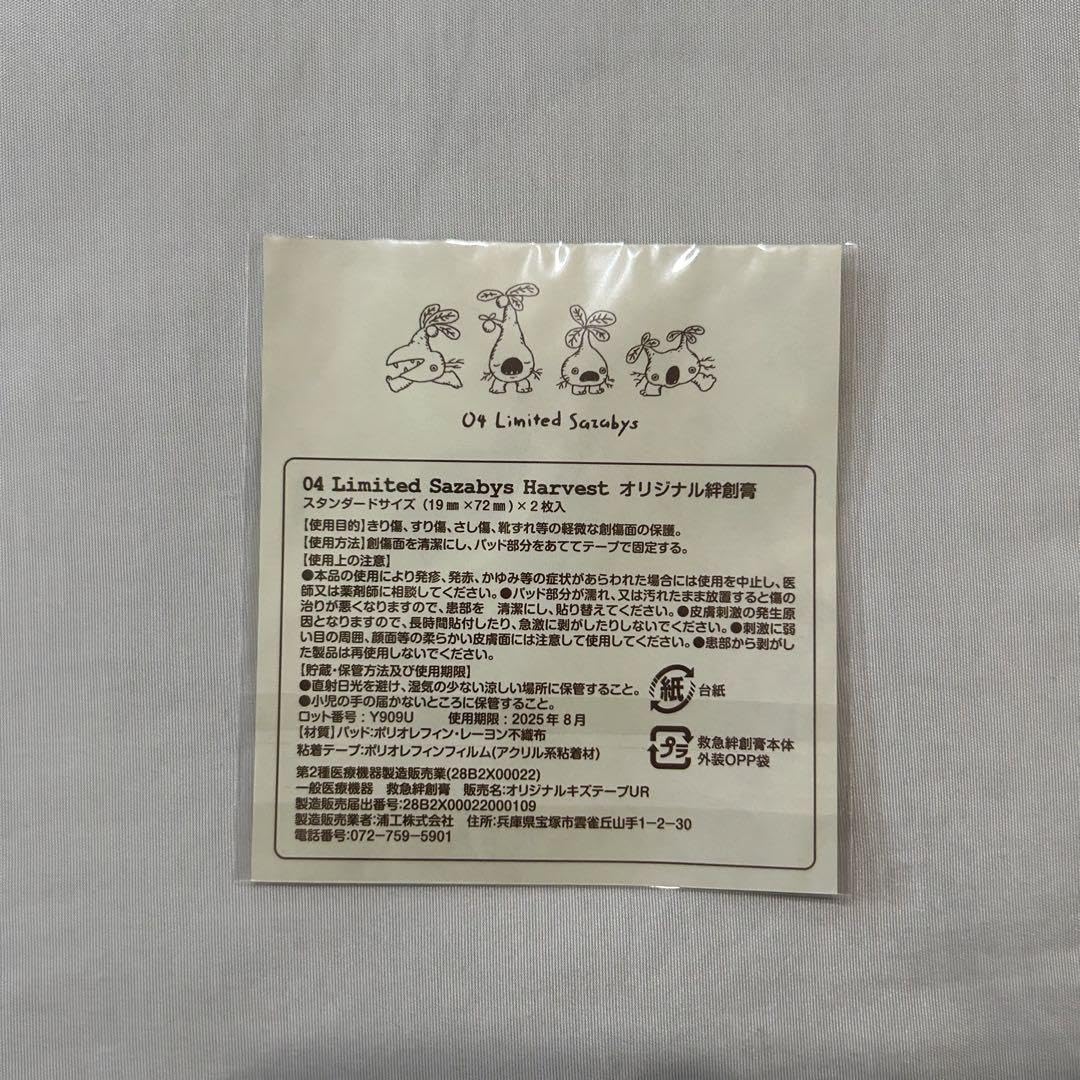 04 Limited Sazabys
04 Limited Sazabys Harvest オリジナル絆創膏
スタンダードサイズ (19㎜×72㎜)×2枚入
【使用目的】きり傷、すり傷、さし傷、靴ずれ等の軽微な創傷面の保護。
【使用方法】創傷面を清潔にし、パッド部分をあててテープで固定する。
【使用上の注意】
●本品の使用により発疹、発赤、かゆみ等の症状があらわれた場合には使用を中止し、医
師又は薬剤師に相談してください。●パッド部分が濡れ、又は汚れたまま放置すると傷の
治りが悪くなりますので、患部を 清潔にし、貼り替えてください。●皮膚刺激の発生原
因となりますので、長時間貼付したり、急激に剥がしたりしないでください。●刺激に弱
い目の周囲、顔面等の柔らかい皮膚面には注意して使用してください。●患部から剥がし
た製品は再使用しないでください。
【貯蔵・保管方法及び使用期限】
●直射日光を避け、湿気の少ない涼しい場所に保管すること。
●小児の手の届かないところに保管すること。
ロット番号:Y909U 使用期限:2025年8月
【材質】パッド:ポリオレフィン・レーヨン不織布
粘着テープ:ポリオレフィンフィルム(アクリル系粘着材)
紙 台紙
プラ 救急絆創膏本体
外装OPP袋
第2種医療機器製造販売業(28B2X00022)
一般医療機器 救急絆創膏 販売名:オリジナルキズテープUR
製造販売届出番号:28B2X00022000109
製造販売業者:浦工株式会社 住所:兵庫県宝塚市雲雀丘山手1-2-30
電話番号:072-759-5901